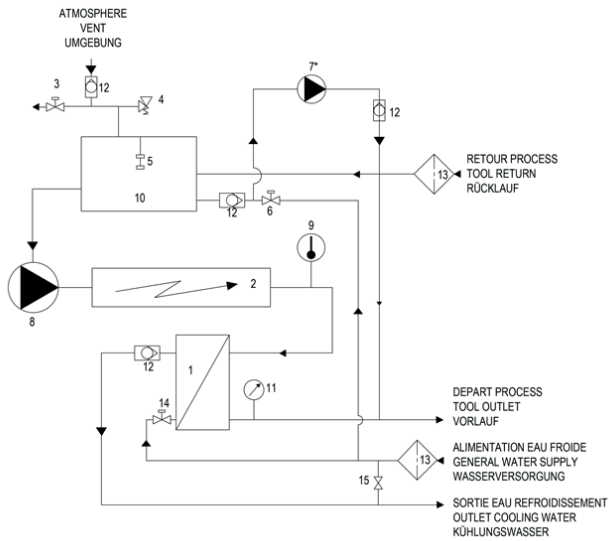 ATMOSPHERE
VENT
UMGEBUNG
3
12
4
7*
12
5
10
13
RETOUR PROCESS
TOOL RETURN
RÜCKLAUF
12
6
9
2
8
12
1
11
14
DEPART PROCESS
TOOL OUTLET
VORLAUF
13
ALIMENTATION EAU FROIDE
GENERAL WATER SUPPLY
WASSERVERSORGUNG
15
SORTIE EAU REFROIDISSEMENT
OUTLET COOLING WATER
KÜHLUNGSWASSER